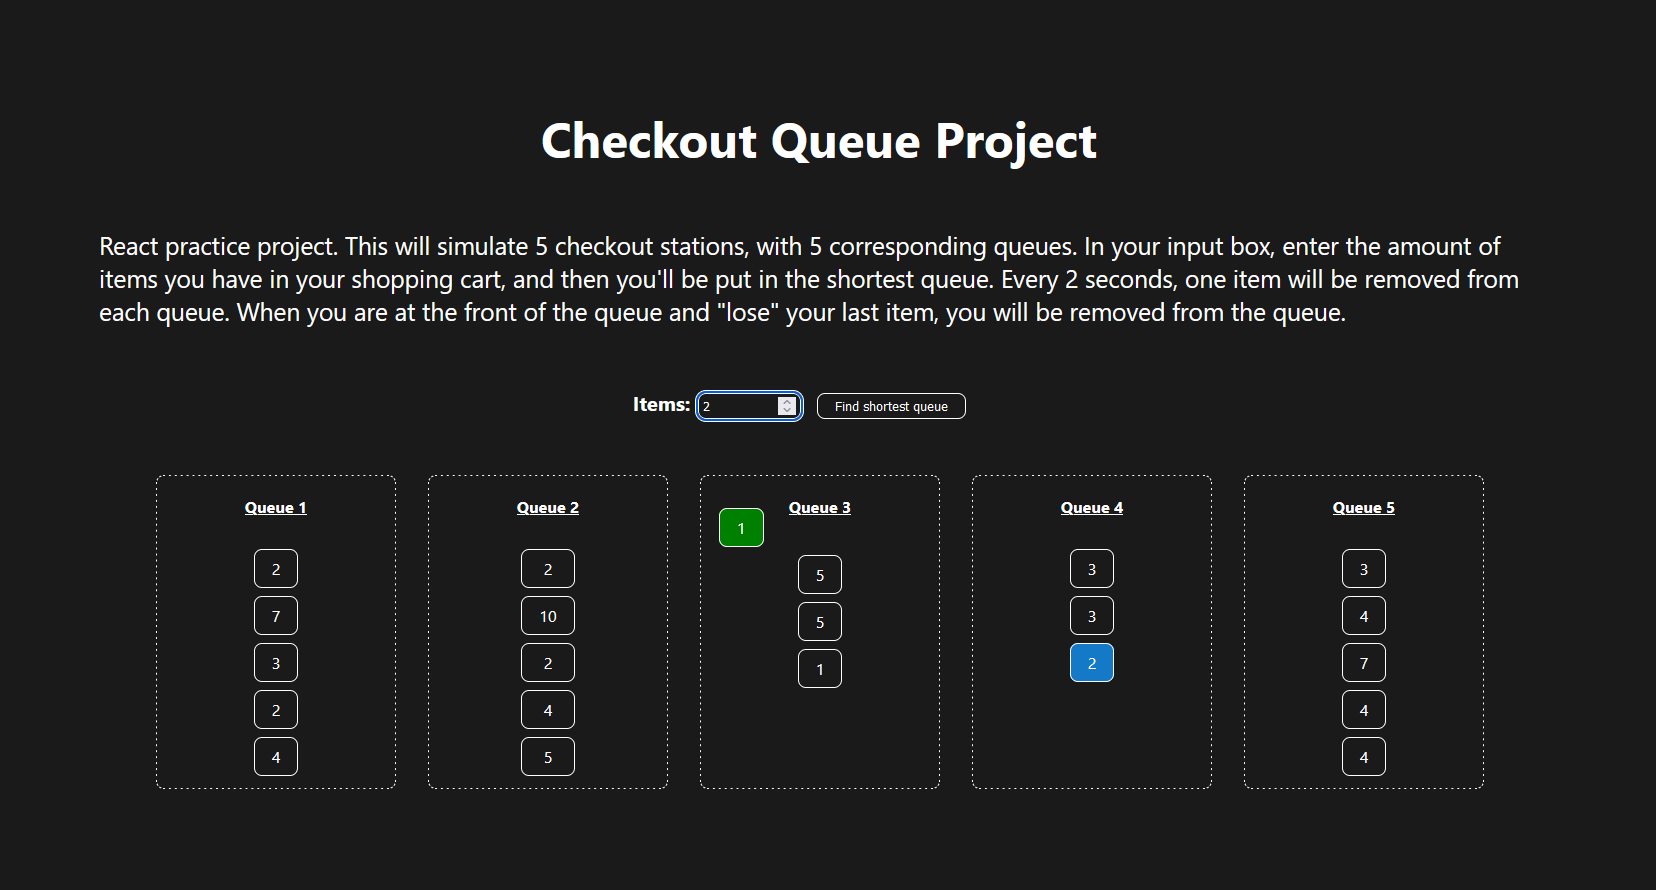 Checkout Queue Project
React practice project. This will simulate 5 checkout stations, with 5 corresponding queues. In your input box, enter the amount of
items you have in your shopping cart, and then you'll be put in the shortest queue. Every 2 seconds, one item will be removed from
each queue. When you are at the front of the queue and "lose" your last item, you will be removed from the queue.
Items: 2 Find shortest queue
Queue 1
2
7
3
2
4
Queue 2
2
10
2
4
5
Queue 3
1
5
5
1
Queue 4
3
3
2
Queue 5
3
4
7
4
4